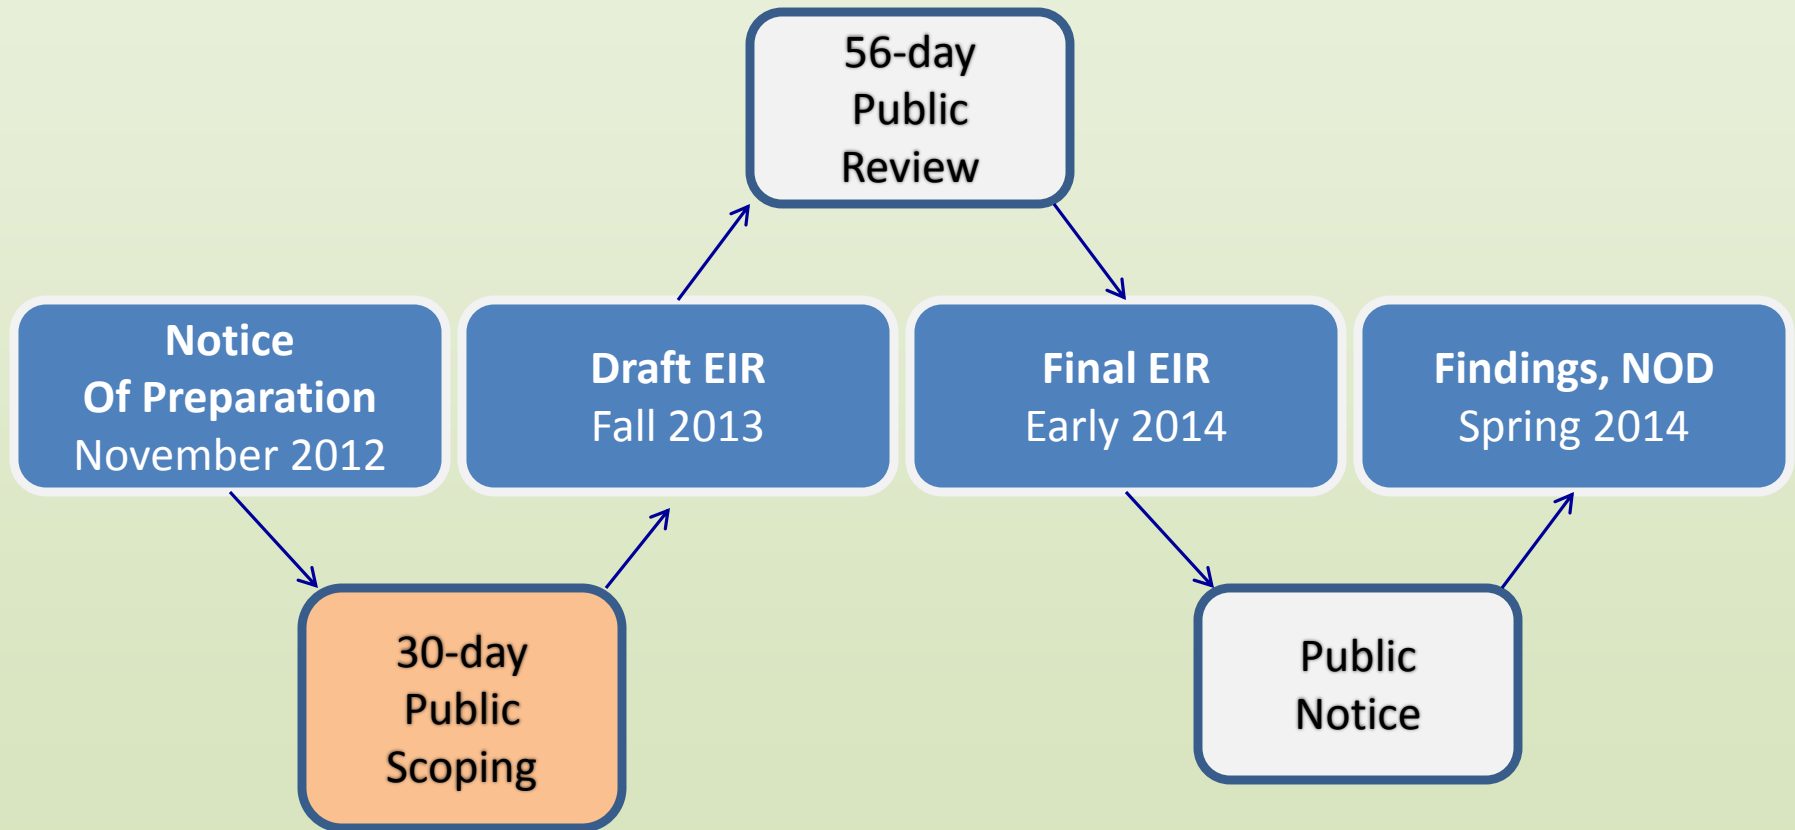 56-day
Public
Review
Notice
Of Preparation
November 2012
Draft EIR
Fall 2013
Final EIR
Early 2014
Findings, NOD
Spring 2014
30-day
Public
Scoping
Public
Notice